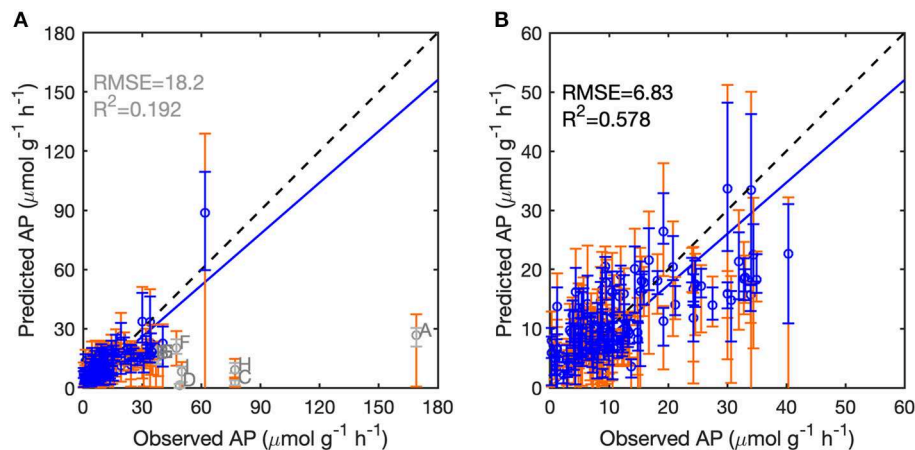 A
180
150
120
90
60
30
0
Predicted AP (μmol g⁻¹ h⁻¹)
RMSE=18.2
R²=0.192
F
D
H
C
A
0 30 60 90 120 150 180
Observed AP (μmol g⁻¹ h⁻¹)
B
60
50
40
30
20
10
0
Predicted AP (μmol g⁻¹ h⁻¹)
RMSE=6.83
R²=0.578
0 10 20 30 40 50 60
Observed AP (μmol g⁻¹ h⁻¹)